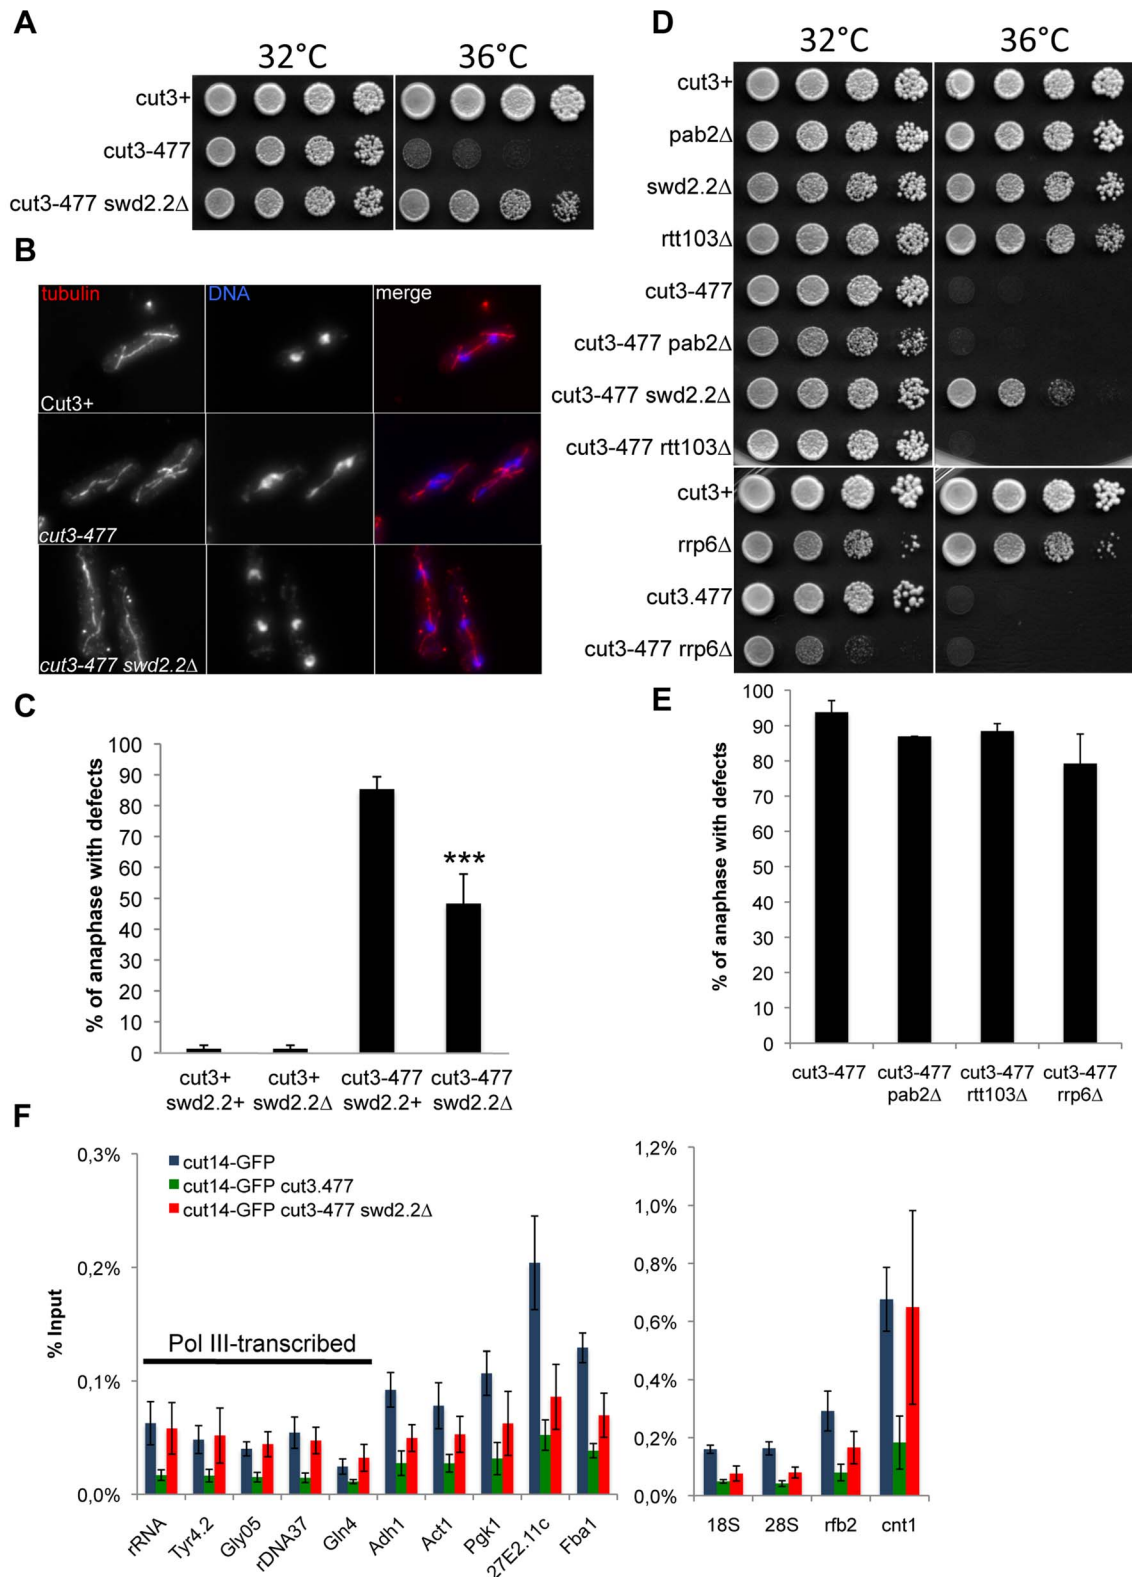 A
32°C 36°C
cut3+
cut3-477
cut3-477 swd2.2Δ
B
tubulin DNA merge
Cut3+
cut3-477
cut3-477 swd2.2Δ
C
% of anaphase with defects
100
90
80
70
60
50
40
30
20
10
0
***
cut3+ cut3+ cut3-477 cut3-477
swd2.2+ swd2.2Δ swd2.2+ swd2.2Δ
D
32°C 36°C
cut3+
pab2Δ
swd2.2Δ
rtt103Δ
cut3-477
cut3-477 pab2Δ
cut3-477 swd2.2Δ
cut3-477 rtt103Δ
cut3+
rrp6Δ
cut3.477
cut3-477 rrp6Δ
E
% of anaphase with defects
100
90
80
70
60
50
40
30
20
10
0
cut3-477 cut3-477 cut3-477 cut3-477
pab2Δ rtt103Δ rrp6Δ
F
% Input
0,3%
0,2%
0,1%
0,0%
cut14-GFP
cut14-GFP cut3.477
cut14-GFP cut3-477 swd2.2Δ
Pol III-transcribed
rRNA Tyr4.2 Gly05 rDNA37 Gln4 Adh1 Act1 Pgk1 27E2.11c Fba1
1,2%
1,0%
0,8%
0,6%
0,4%
0,2%
0,0%
18S 28S rfb2 cnt1